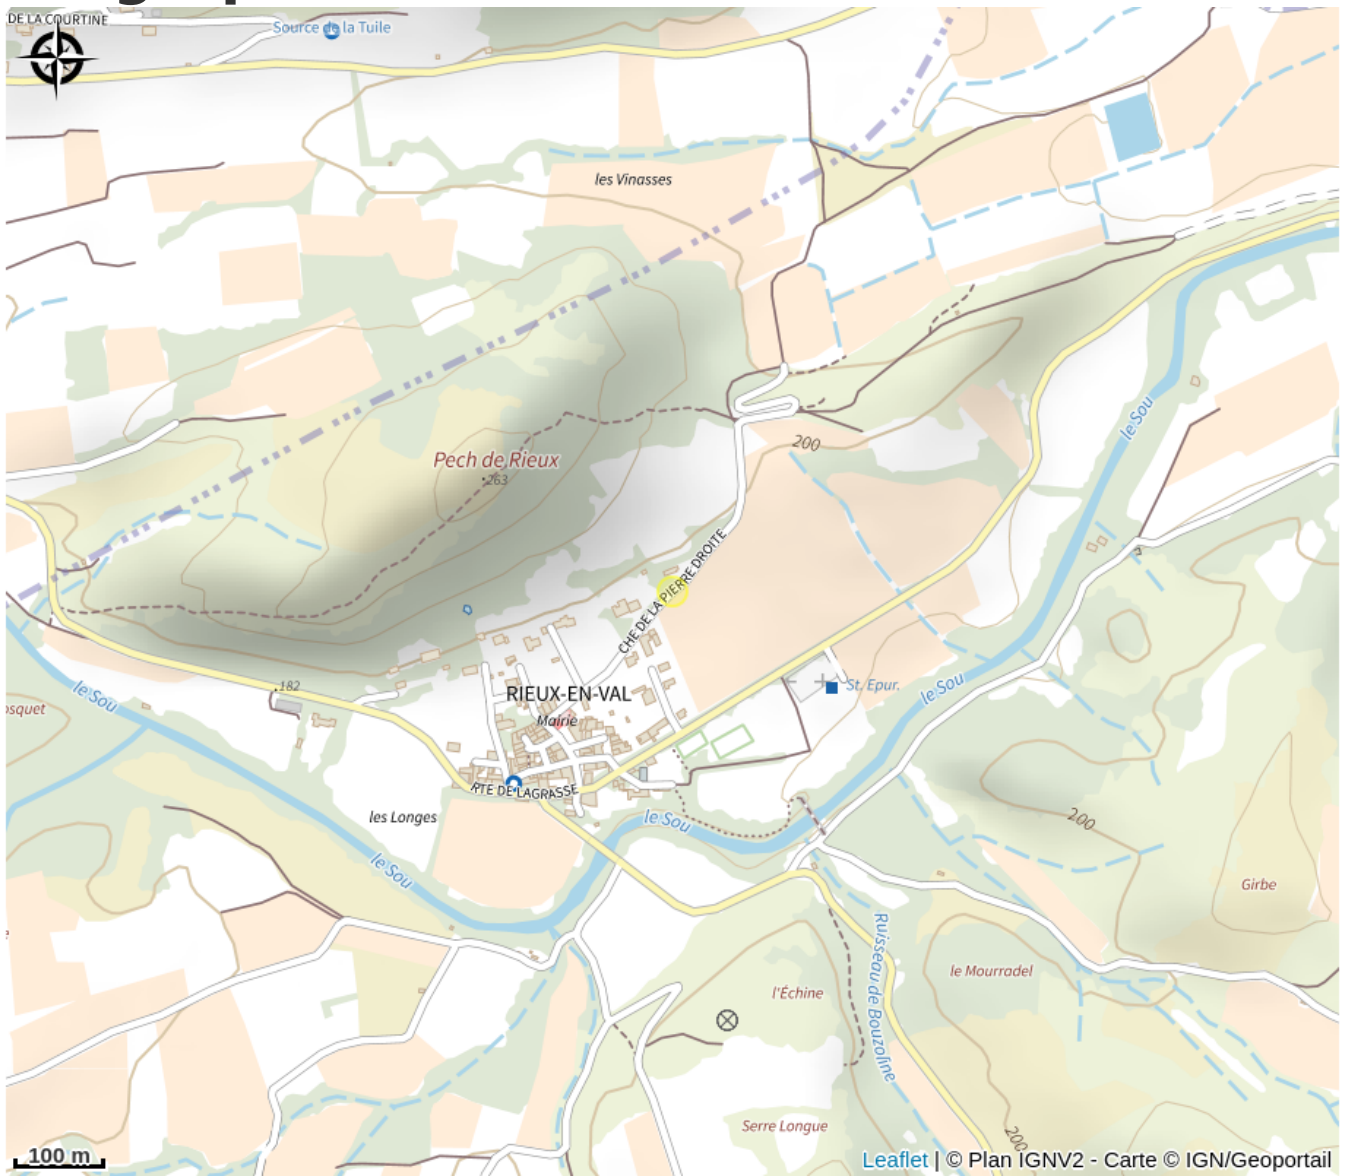 DE LA COURTINE
Source de la Tuile
les Vinasses
le Sou
Pech de Rieux
263
200
CHE DE LA PIERRE DROITE
le Sou
182
RIEUX-EN-VAL
Mairie
St. Epur.
le Sou
osquet
RTE DE LAGRASSE
les Longes
le Sou
le Sou
200
Girbe
Ruisseau de Bouzoline
le Mourradel
l'Échine
Serre Longue
200
100 m
Leaflet | © Plan IGNV2 - Carte © IGN/Geoportail